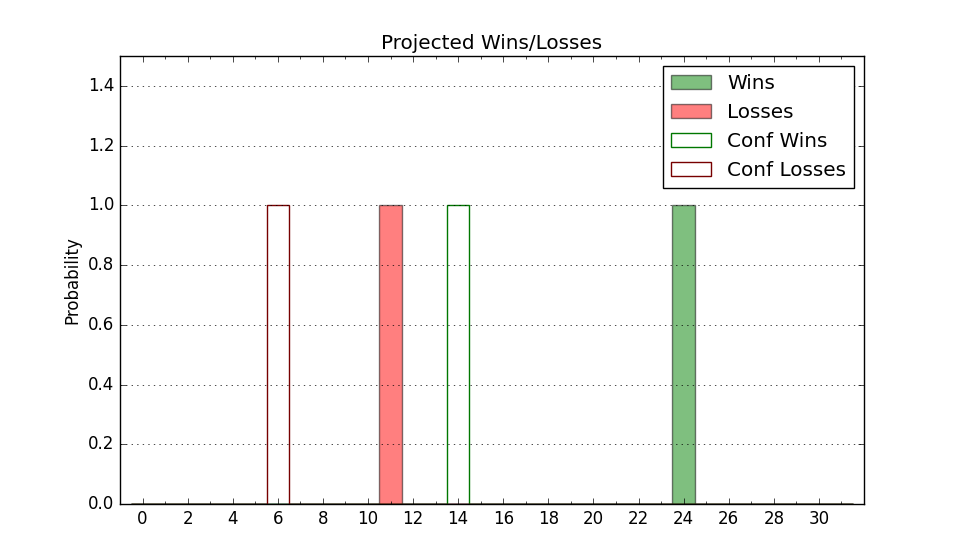 Projected Wins/Losses
Wins
Losses
Conf Wins
Conf Losses
Probability
1.4
1.2
1.0
0.8
0.6
0.4
0.2
0.0
0 2 4 6 8 10 12 14 16 18 20 22 24 26 28 30